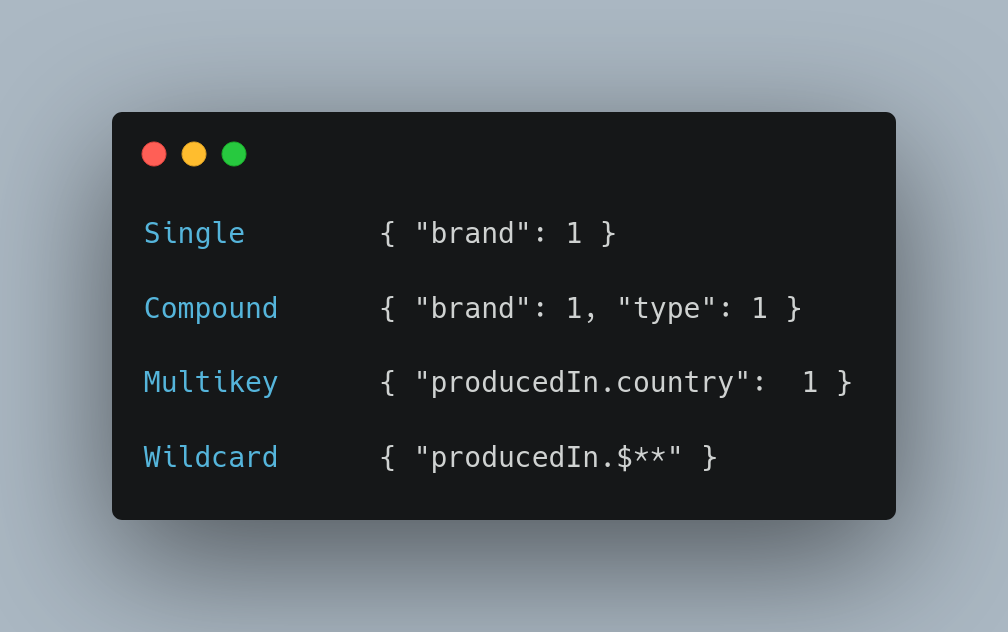 Single { "brand": 1 }
Compound { "brand": 1, "type": 1 }
Multikey { "producedIn.country":  1 }
Wildcard { "producedIn.$**" }